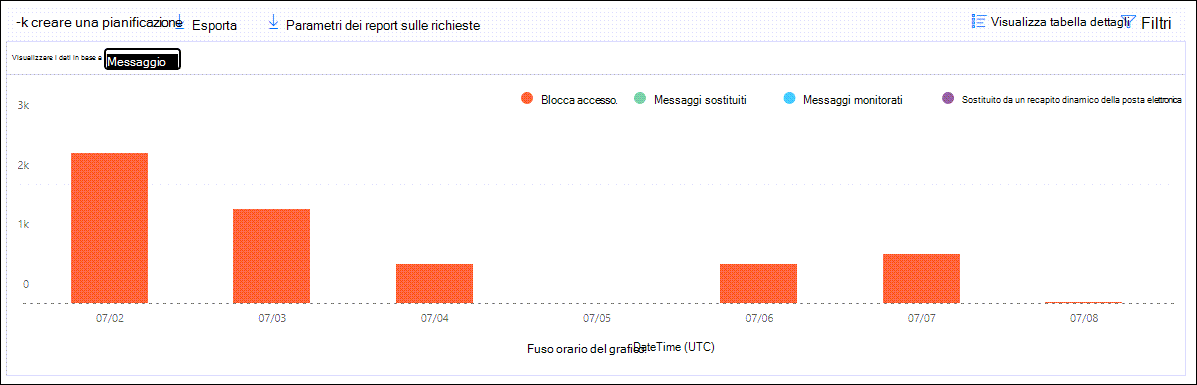 -k creare una pianificazione Esporta Parametri dei report sulle richieste Visualizza tabella dettagli Filtri
Visualizzare i dati in base a Messaggio
Blocca accesso. Messaggi sostituiti Messaggi monitorati Sostituito da un recapito dinamico della posta elettronica
3k
2k
1k
0
07/02 07/03 07/04 07/05 07/06 07/07 07/08
Fuso orario del grafico: DateTime (UTC)